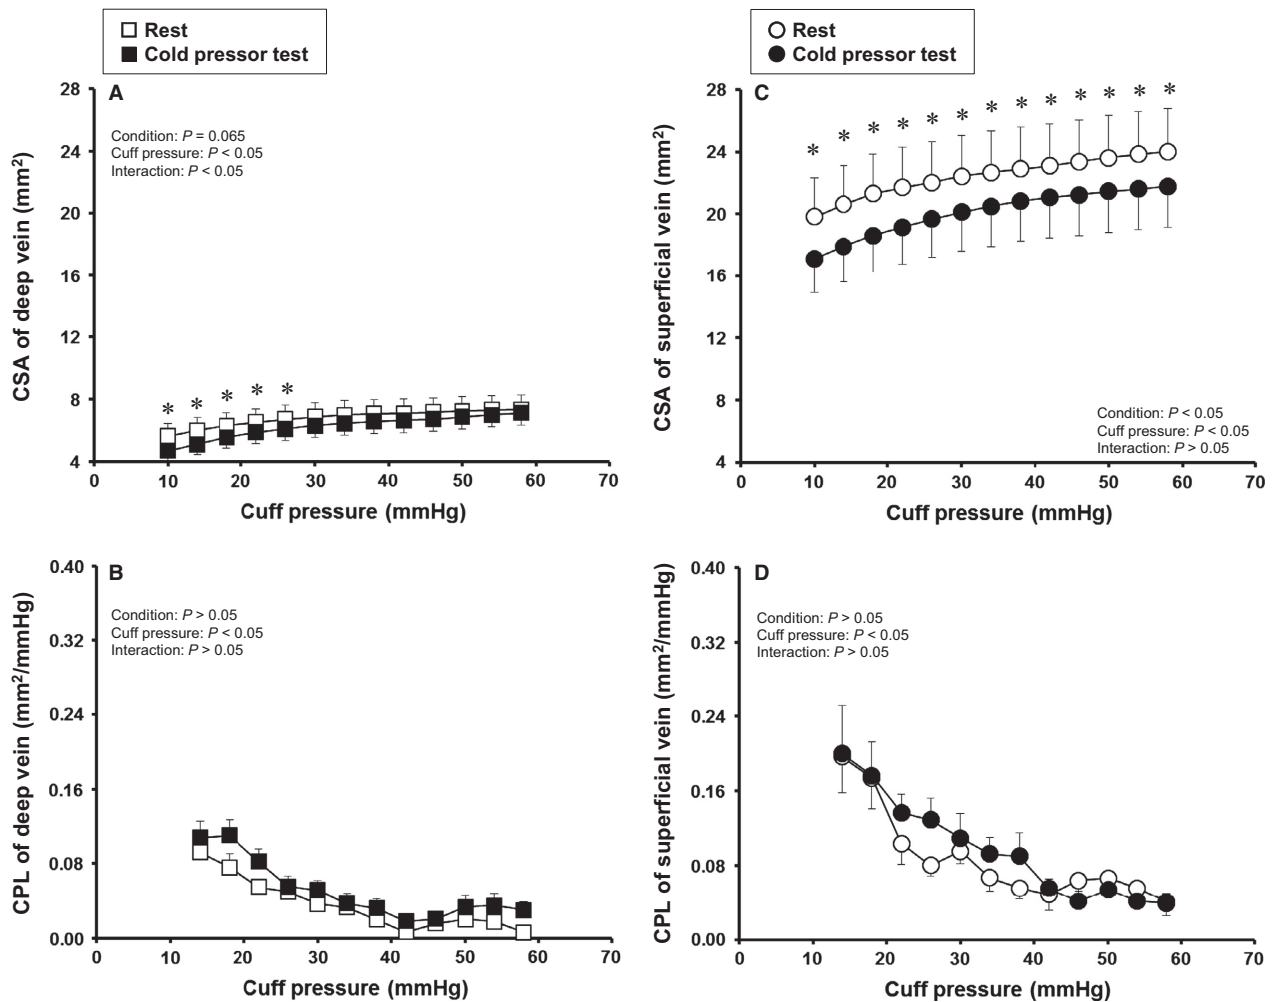 Rest
Cold pressor test
A
Condition: P = 0.065
Cuff pressure: P < 0.05
Interaction: P < 0.05
CSA of deep vein (mm²)
28
24
20
16
12
8
4
* * * * *
0 10 20 30 40 50 60 70
Cuff pressure (mmHg)
Rest
Cold pressor test
C
* * * * * * * * * * * * *
CSA of superficial vein (mm²)
28
24
20
16
12
8
4
Condition: P < 0.05
Cuff pressure: P < 0.05
Interaction: P > 0.05
0 10 20 30 40 50 60 70
Cuff pressure (mmHg)
B
Condition: P > 0.05
Cuff pressure: P < 0.05
Interaction: P > 0.05
CPL of deep vein (mm²/mmHg)
0.40
0.32
0.24
0.16
0.08
0.00
0 10 20 30 40 50 60 70
Cuff pressure (mmHg)
D
Condition: P > 0.05
Cuff pressure: P < 0.05
Interaction: P > 0.05
CPL of superficial vein (mm²/mmHg)
0.40
0.32
0.24
0.16
0.08
0.00
0 10 20 30 40 50 60 70
Cuff pressure (mmHg)